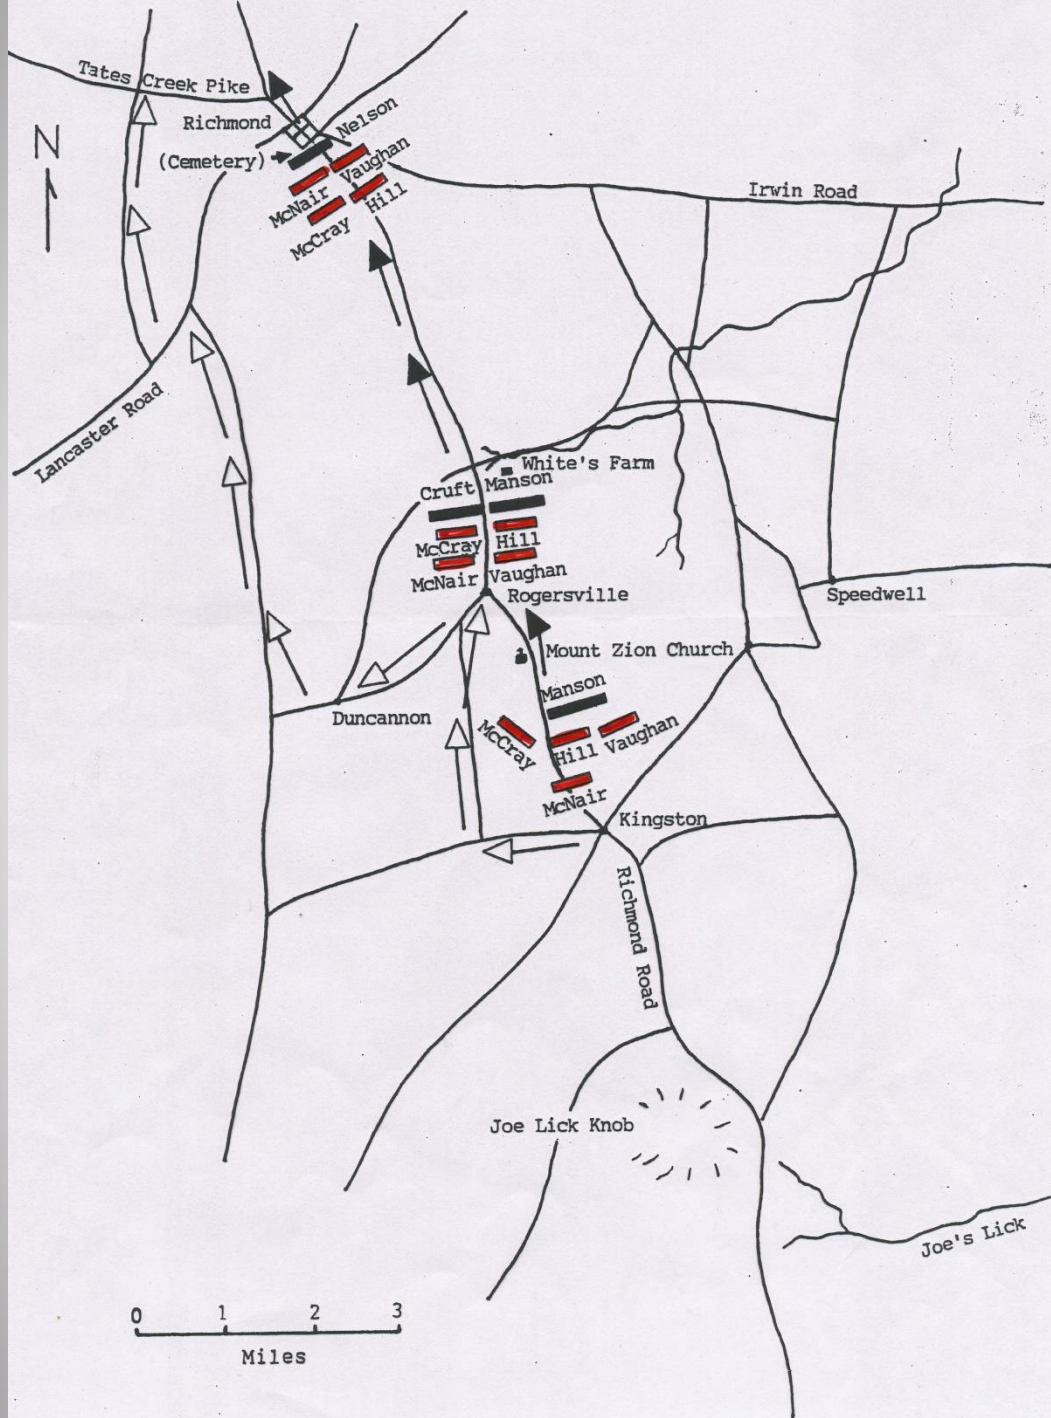 Tates Creek Pike
N
Richmond
Nelson
(Cemetery)
Vaughan
McNair
Hill
McCray
Irwin Road
Lancaster Road
White's Farm
Cruft
Manson
McCray
Hill
McNair
Vaughan
Rogersville
Speedwell
Mount Zion Church
Manson
Duncannon
McCray
Hill
Vaughan
McNair
Kingston
Richmond Road
Joe Lick Knob
Joe's Lick
0 1 2 3
Miles